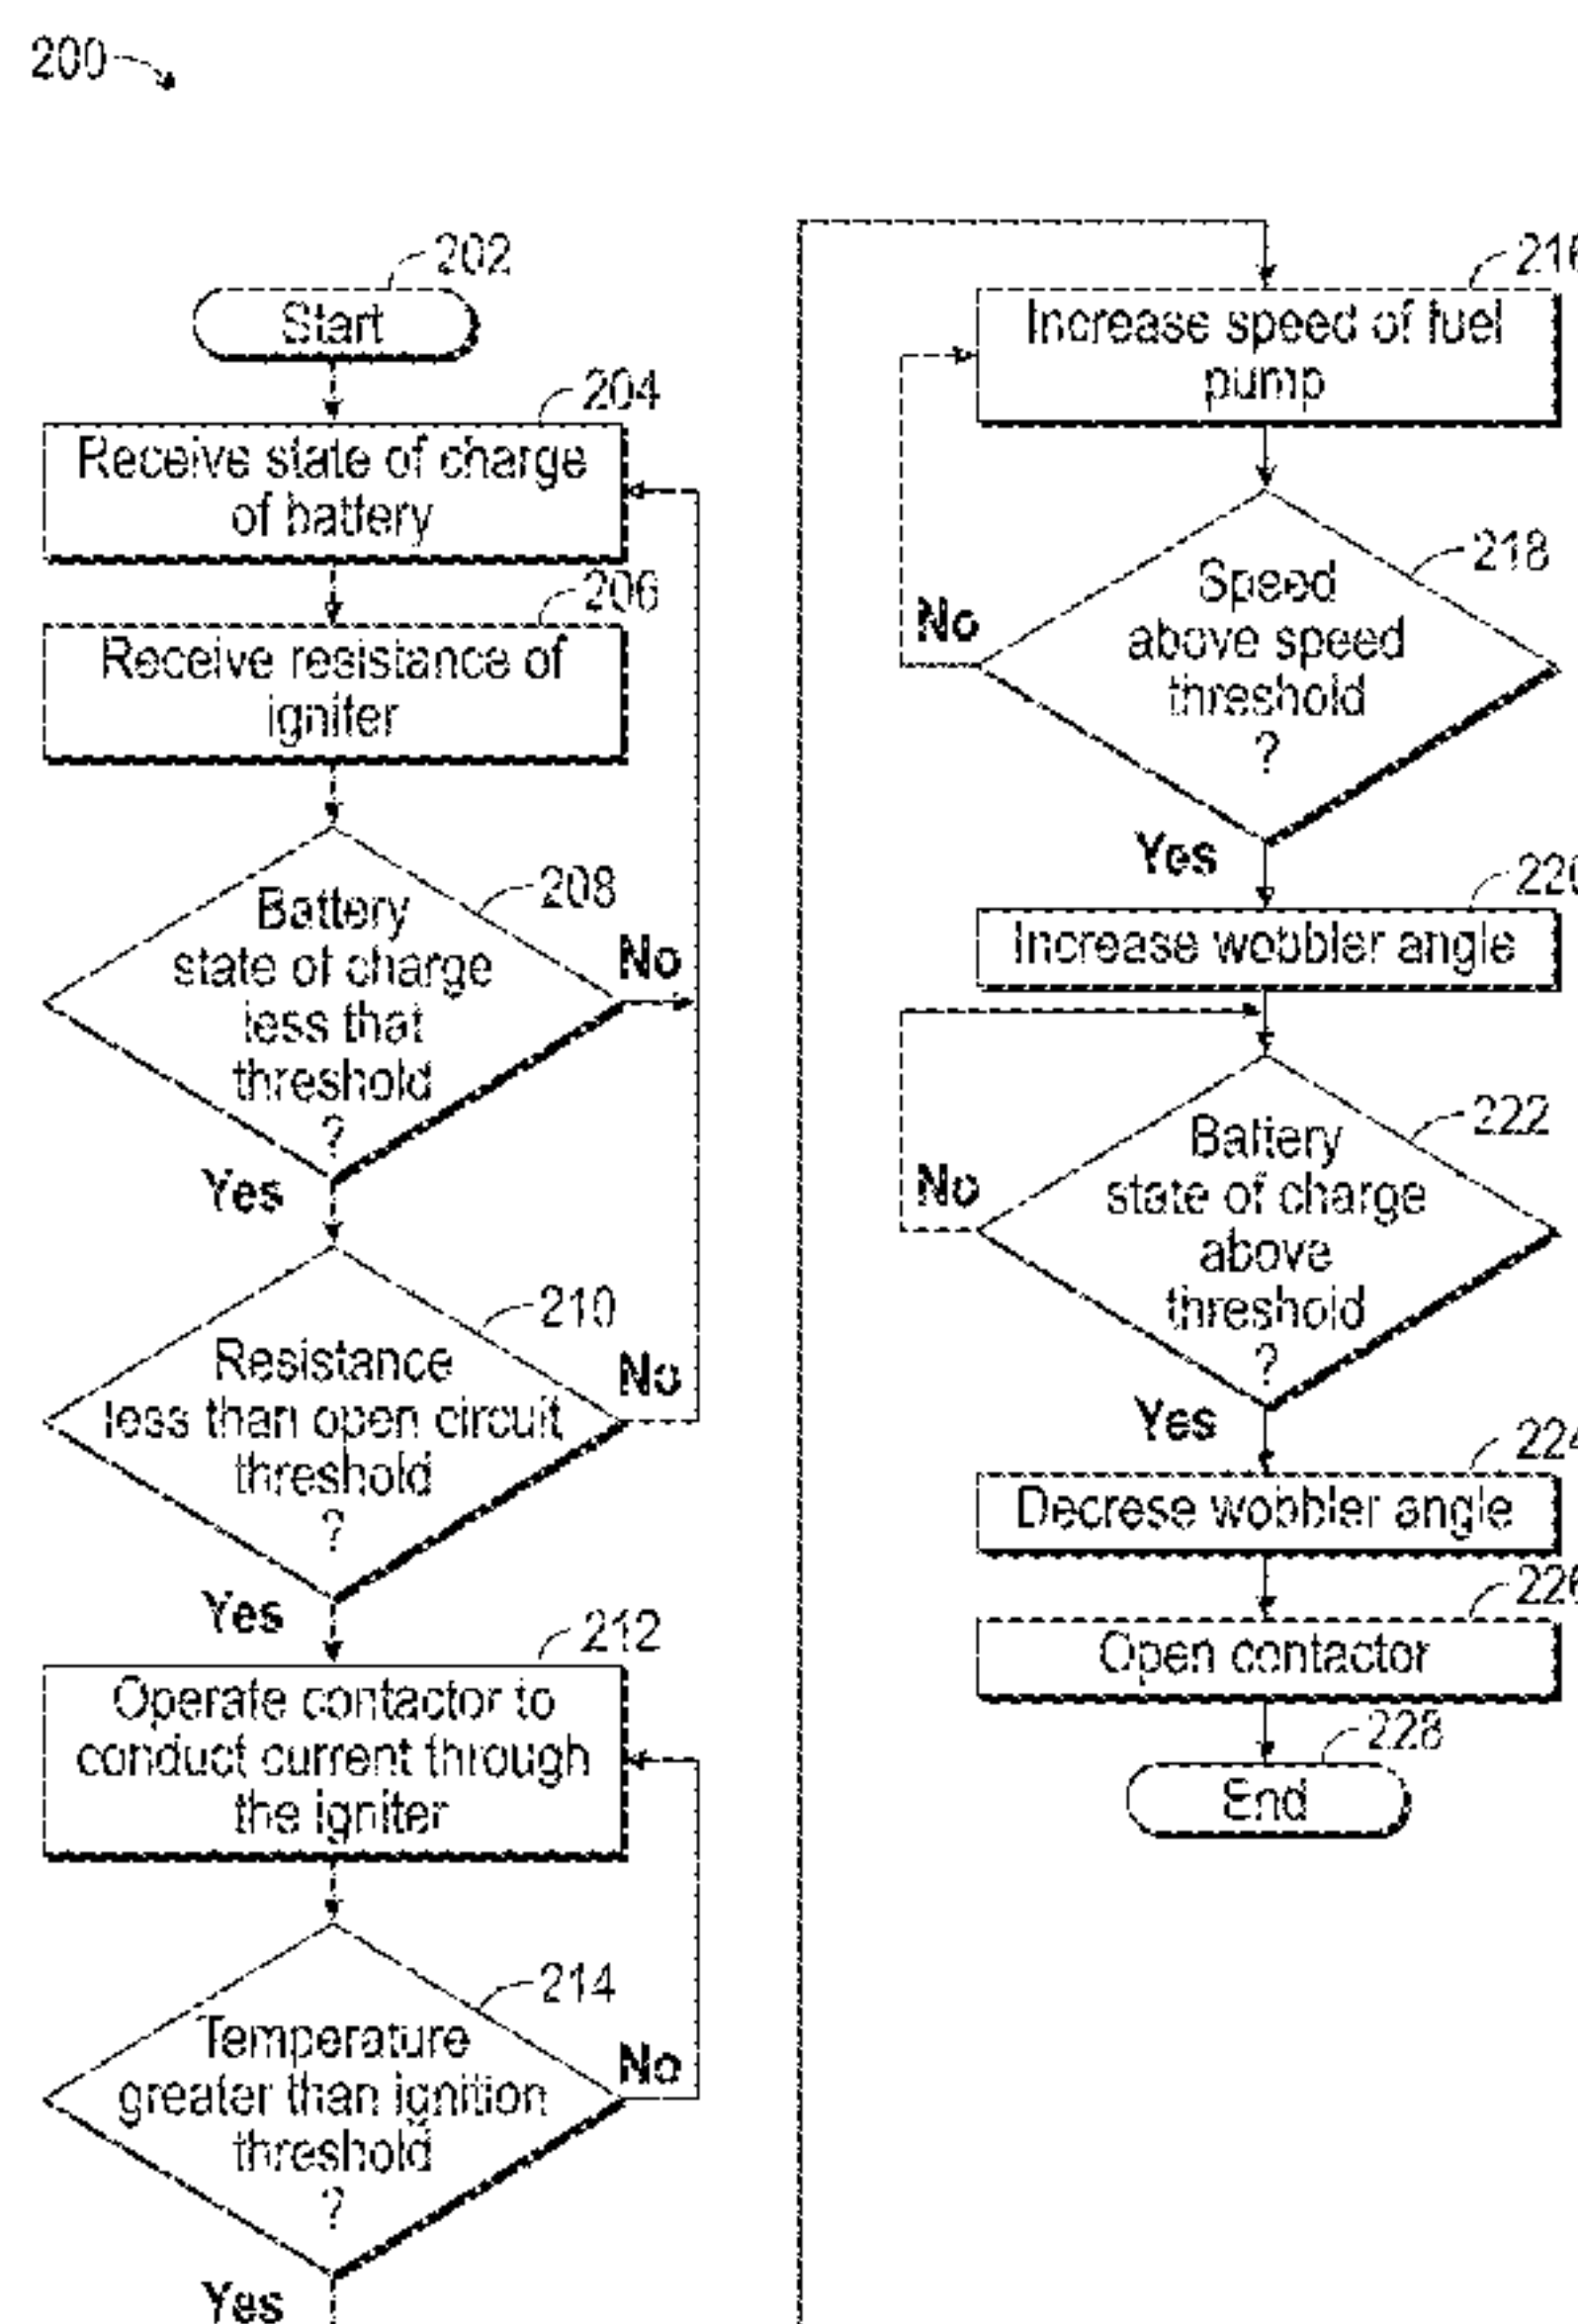 200
202
Start
204
Receive state of charge
of battery
206
Receive resistance of
igniter
208
Battery
state of charge
less that
threshold
?
No
Yes
210
Resistance
less than open circuit
threshold
?
No
Yes
212
Operate contactor to
conduct current through
the igniter
214
Temperature
greater than ignition
threshold
?
No
Yes
216
Increase speed of fuel
pump
218
Speed
above speed
threshold
?
No
Yes
220
Increase wobbler angle
222
Battery
state of charge
above
threshold
?
No
Yes
224
Decrese wobbler angle
226
Open contactor
228
End